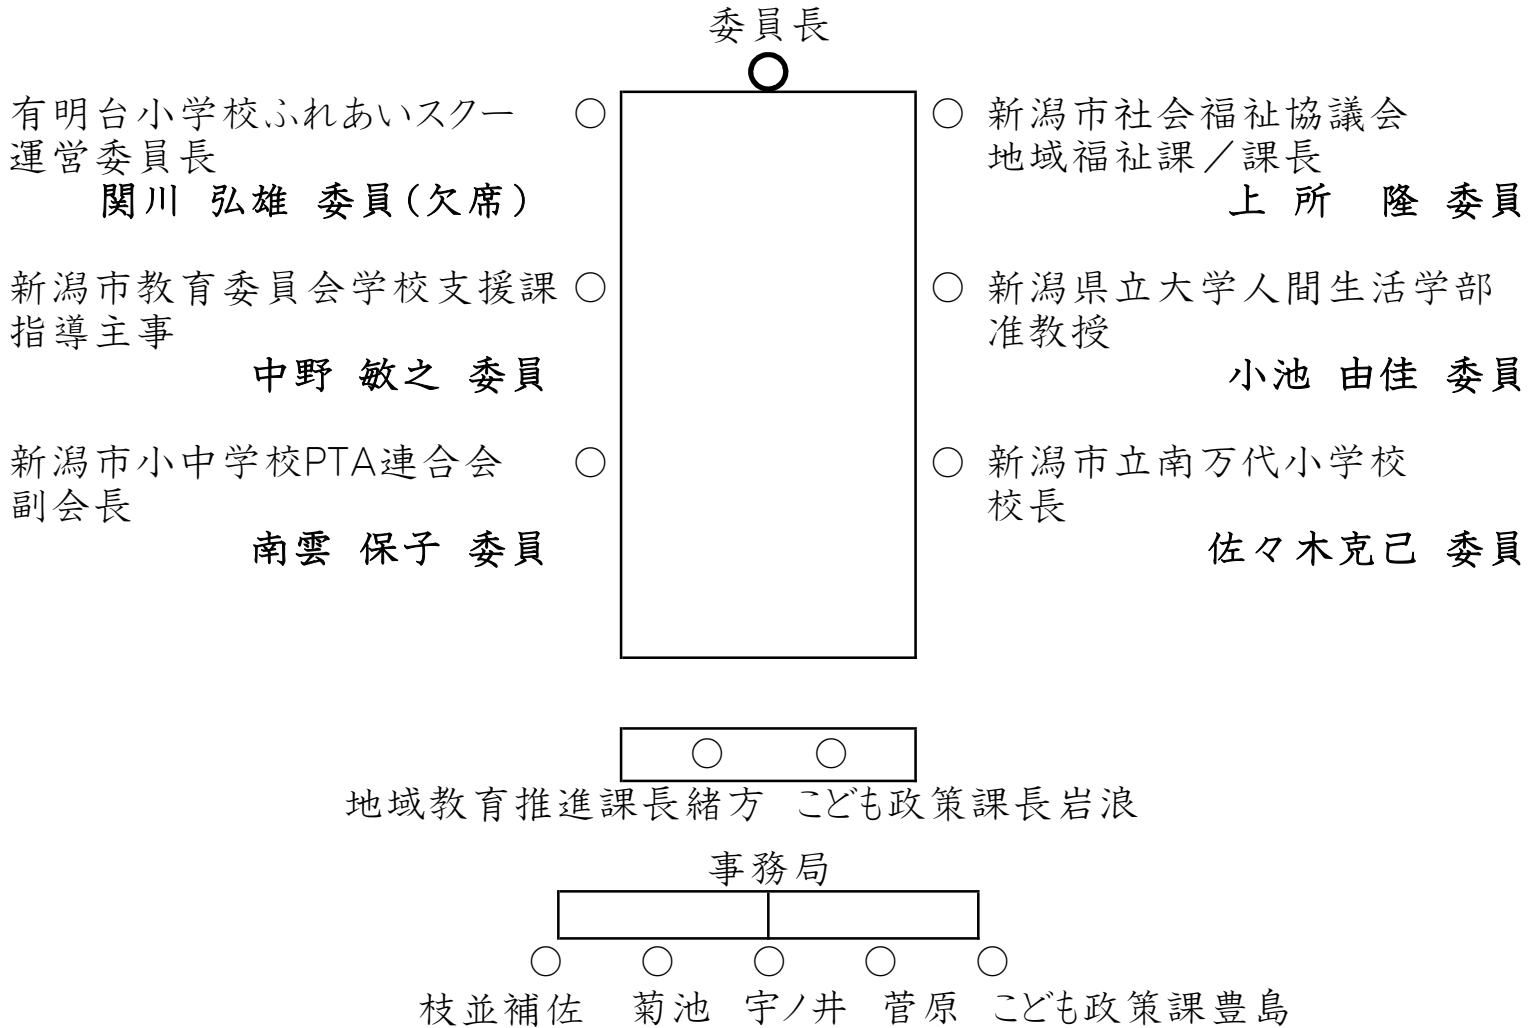 委員長
有明台小学校ふれあいスクー
運営委員長
関川 弘雄 委員(欠席)
新潟市社会福祉協議会
地域福祉課／課長
上 所　隆 委員
新潟市教育委員会学校支援課
指導主事
中野 敏之 委員
新潟県立大学人間生活学部
准教授
小池 由佳 委員
新潟市小中学校PTA連合会
副会長
南雲 保子 委員
新潟市立南万代小学校
校長
佐々木克己 委員
地域教育推進課長緒方　こども政策課長岩浪
事務局
枝並補佐　菊池　宇ノ井　菅原　こども政策課豊島